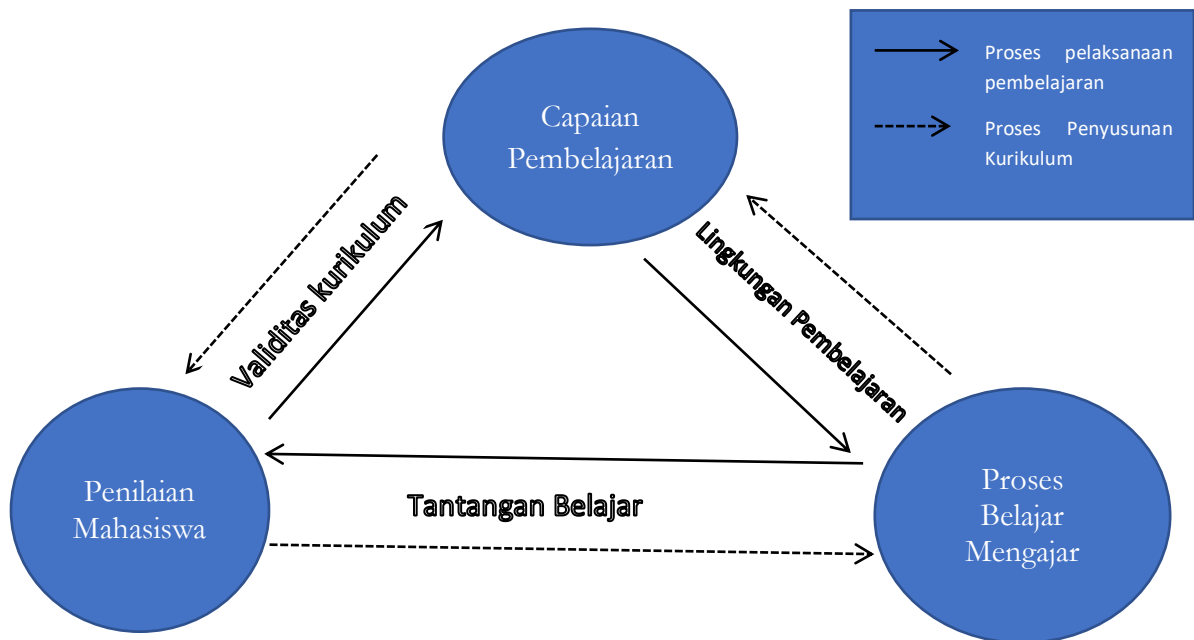 Capaian
Pembelajaran
Proses pelaksanaan
pembelajaran
Proses Penyusunan
Kurikulum
Validitas kurikulum
Lingkungan Pembelajaran
Penilaian
Mahasiswa
Tantangan Belajar
Proses
Belajar
Mengajar